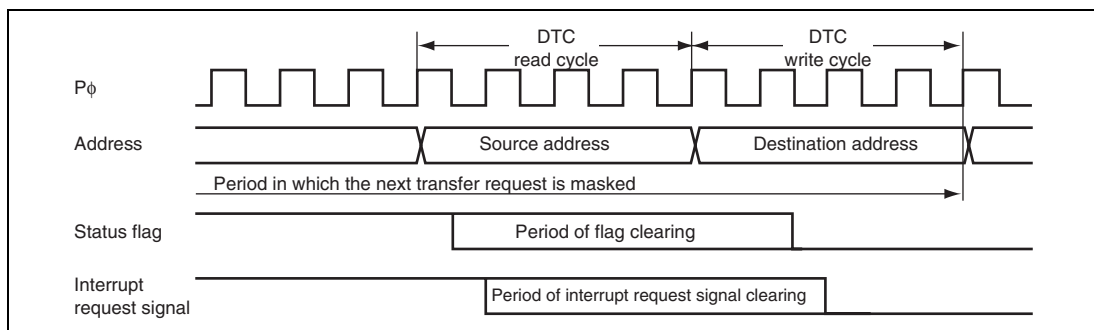 DTC
read cycle
DTC
write cycle
Pϕ
Address
Source address
Destination address
Period in which the next transfer request is masked
Status flag
Period of flag clearing
Interrupt
request signal
Period of interrupt request signal clearing